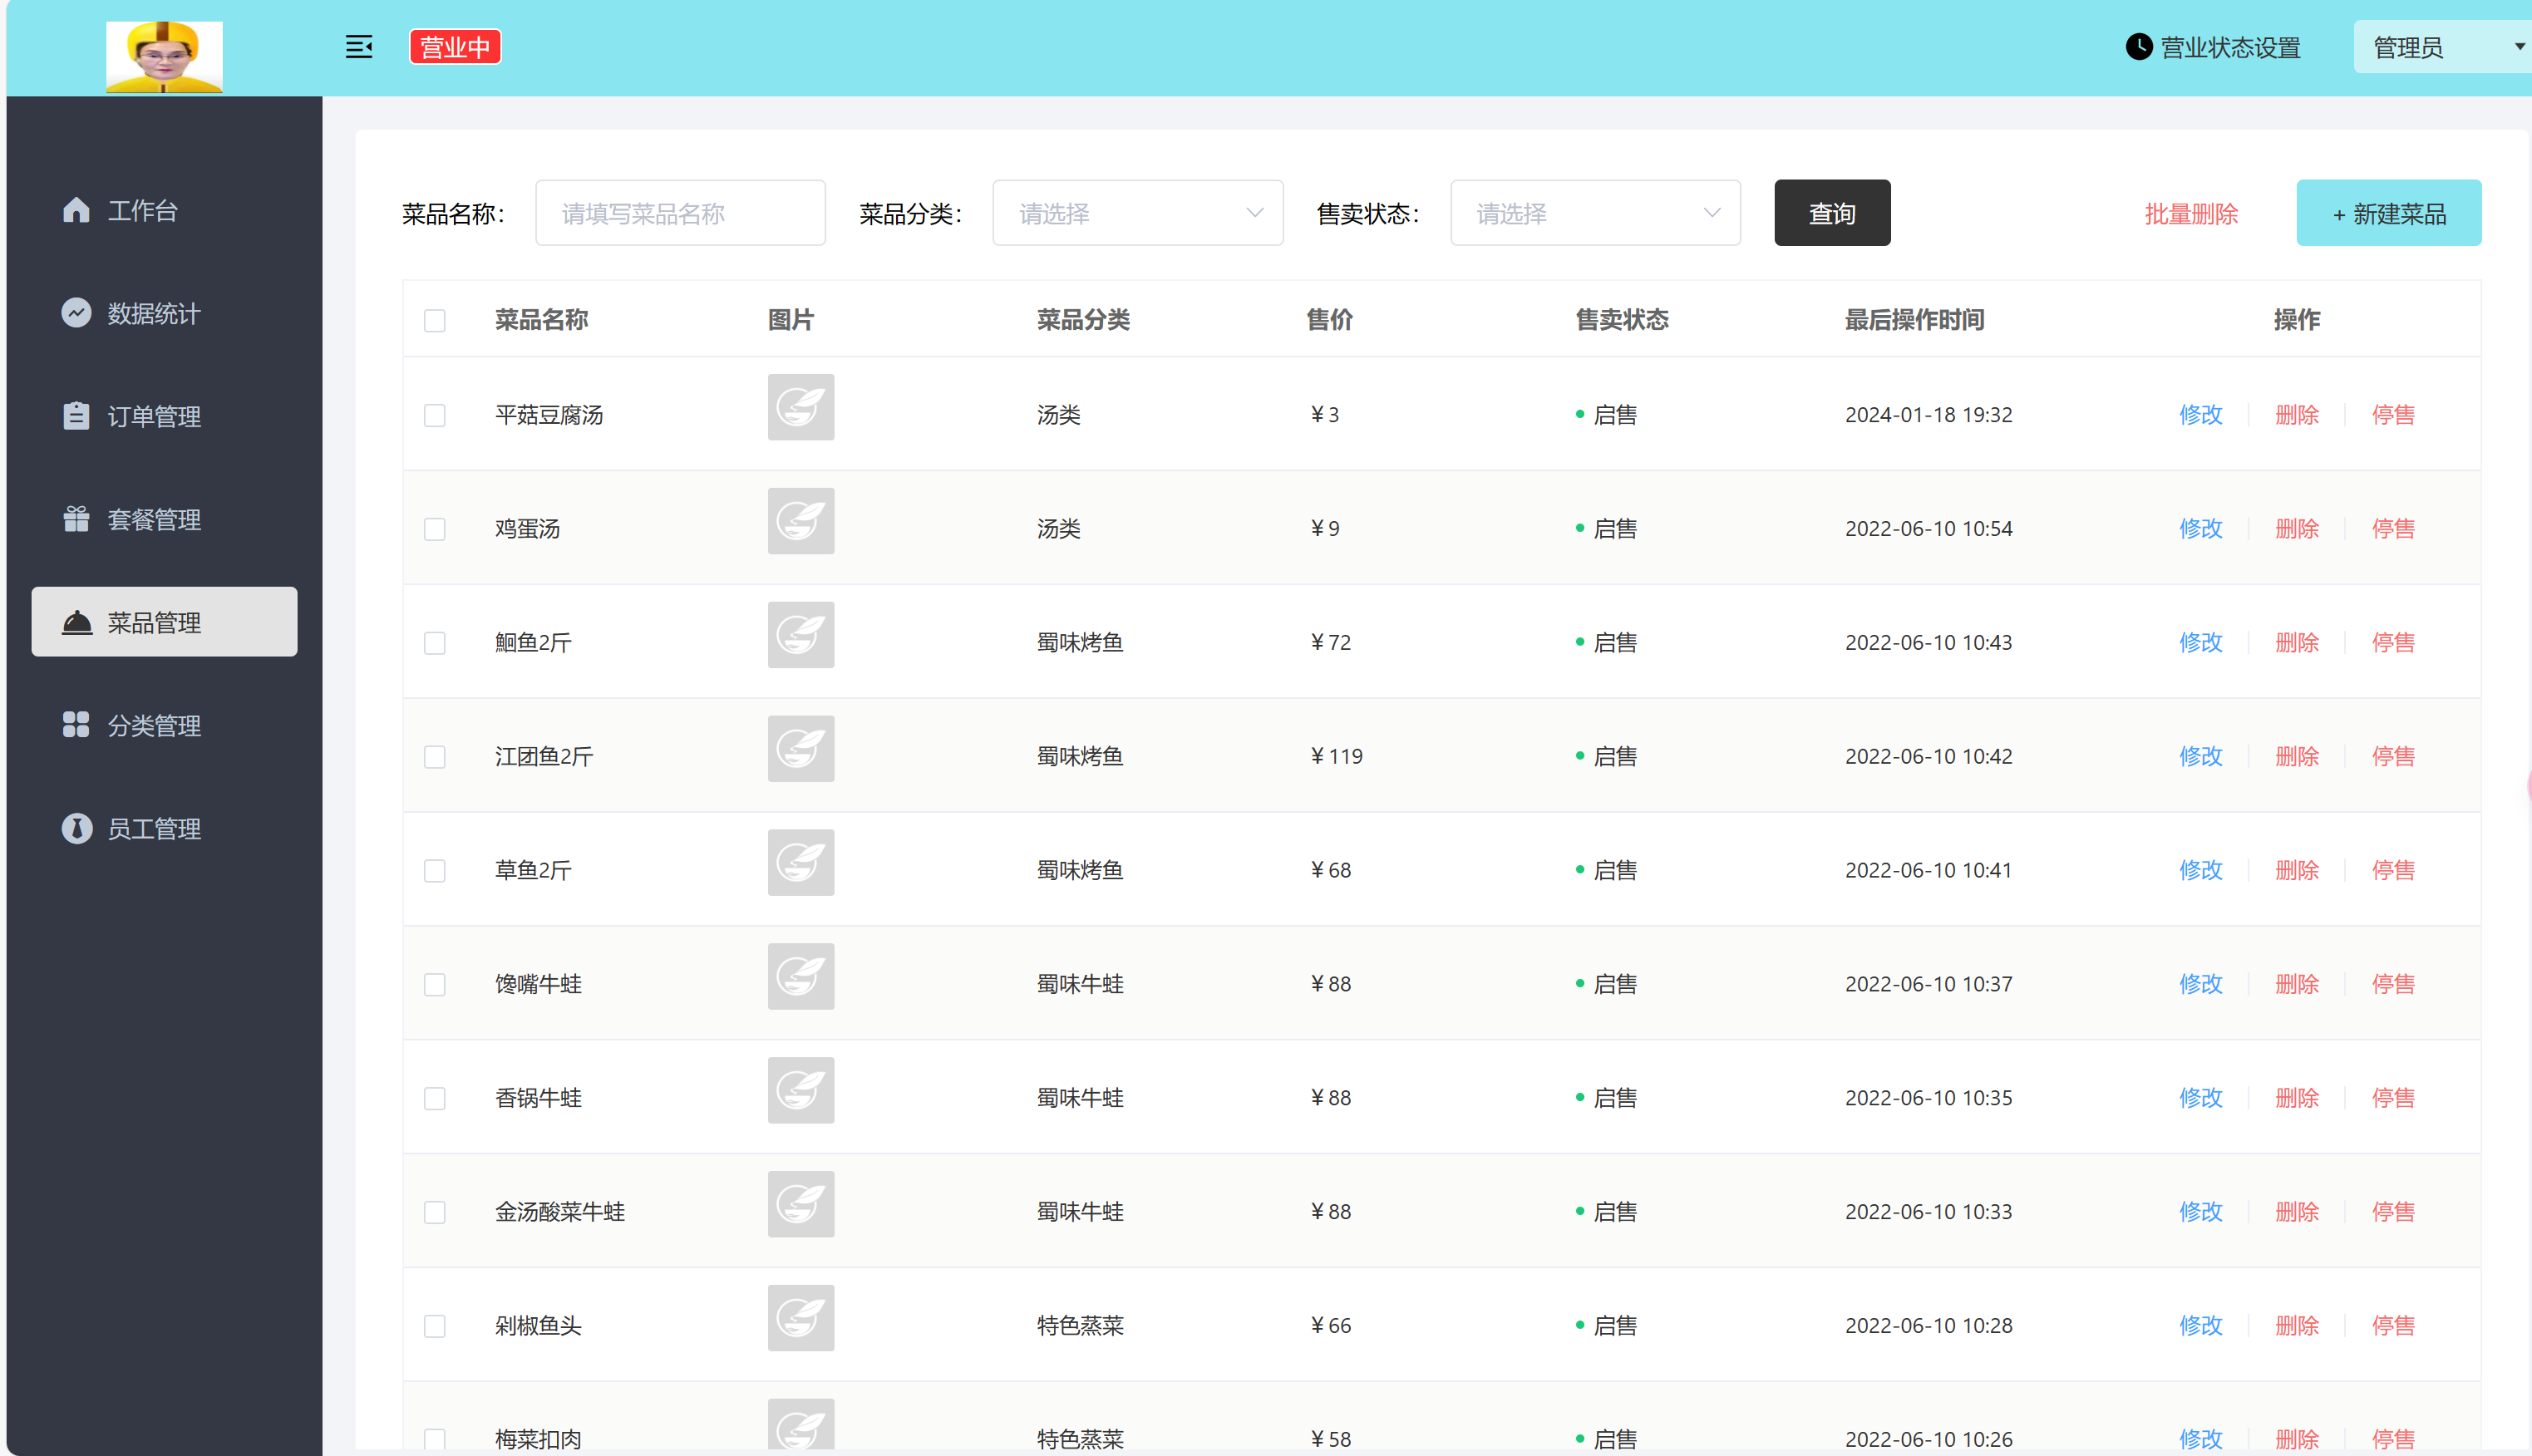 营业中 营业状态设置 管理员
工作台
数据统计
订单管理
套餐管理
菜品管理
分类管理
员工管理
菜品名称： 请填写菜品名称 菜品分类： 请选择 售卖状态： 请选择 查询 批量删除 + 新建菜品
菜品名称 图片 菜品分类 售价 售卖状态 最后操作时间 操作
平菇豆腐汤 汤类 ￥3 启售 2024-01-18 19:32 修改 删除 停售
鸡蛋汤 汤类 ￥9 启售 2022-06-10 10:54 修改 删除 停售
鮰鱼2斤 蜀味烤鱼 ￥72 启售 2022-06-10 10:43 修改 删除 停售
江团鱼2斤 蜀味烤鱼 ￥119 启售 2022-06-10 10:42 修改 删除 停售
草鱼2斤 蜀味烤鱼 ￥68 启售 2022-06-10 10:41 修改 删除 停售
馋嘴牛蛙 蜀味牛蛙 ￥88 启售 2022-06-10 10:37 修改 删除 停售
香锅牛蛙 蜀味牛蛙 ￥88 启售 2022-06-10 10:35 修改 删除 停售
金汤酸菜牛蛙 蜀味牛蛙 ￥88 启售 2022-06-10 10:33 修改 删除 停售
剁椒鱼头 特色蒸菜 ￥66 启售 2022-06-10 10:28 修改 删除 停售
梅菜扣肉 特色蒸菜 ￥58 启售 2022-06-10 10:26 修改 删除 停售